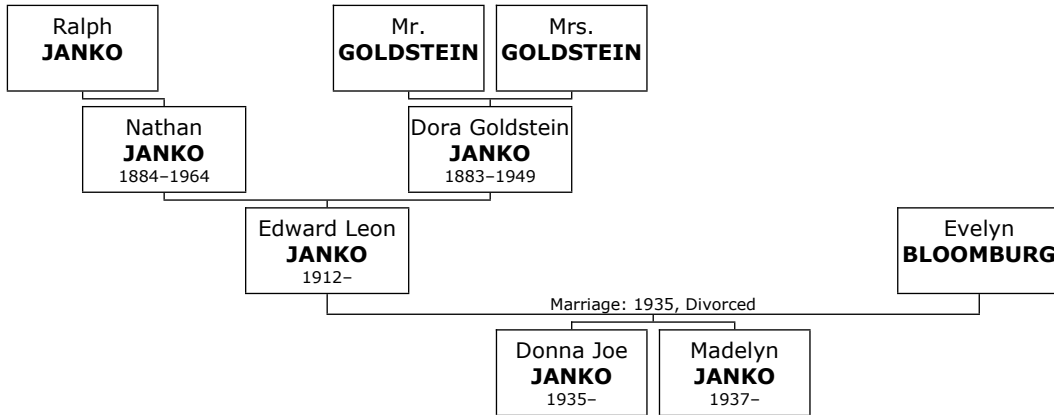 Ralph
JANKO
Mr.
GOLDSTEIN
Mrs.
GOLDSTEIN
Nathan
JANKO
1884–1964
Dora Goldstein
JANKO
1883–1949
Edward Leon
JANKO
1912–
Evelyn
BLOOMBURG
Marriage: 1935, Divorced
Donna Joe
JANKO
1935–
Madelyn
JANKO
1937–